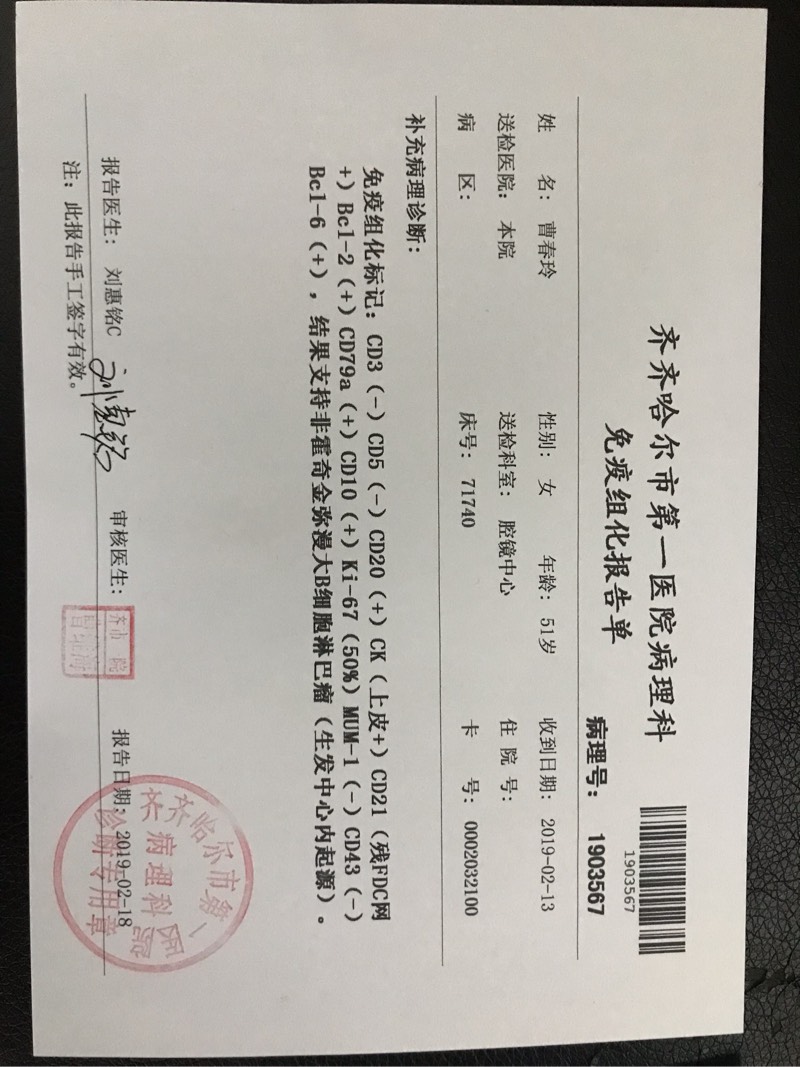 齐齐哈尔市第一医院病理科
免疫组化报告单
1903567
病理号: 1903567
姓 名: 曹春玲 性别: 女 年龄: 51岁 收到日期: 2019-02-13
送检医院: 本院 送检科室: 腔镜中心 住 院 号:
病 区: 床号: 71740 卡 号: 0002032100
补充病理诊断:
免疫组化标记: CD3 (-) CD5 (-) CD20 (+) CK (上皮+) CD21 (残FDC网
+) Bcl-2 (+) CD79a (+) CD10 (+) Ki-67 (50%) MUM-1 (-) CD43 (-)
Bcl-6 (+), 结果支持非霍奇金弥漫大B细胞淋巴瘤 (生发中心内起源)。
报告医生: 刘惠铭C 刘惠铭 审核医生: 报告日期: 2019-02-18
注: 此报告手工签字有效。
齐齐哈尔市第一医院
病理科
诊断专用章